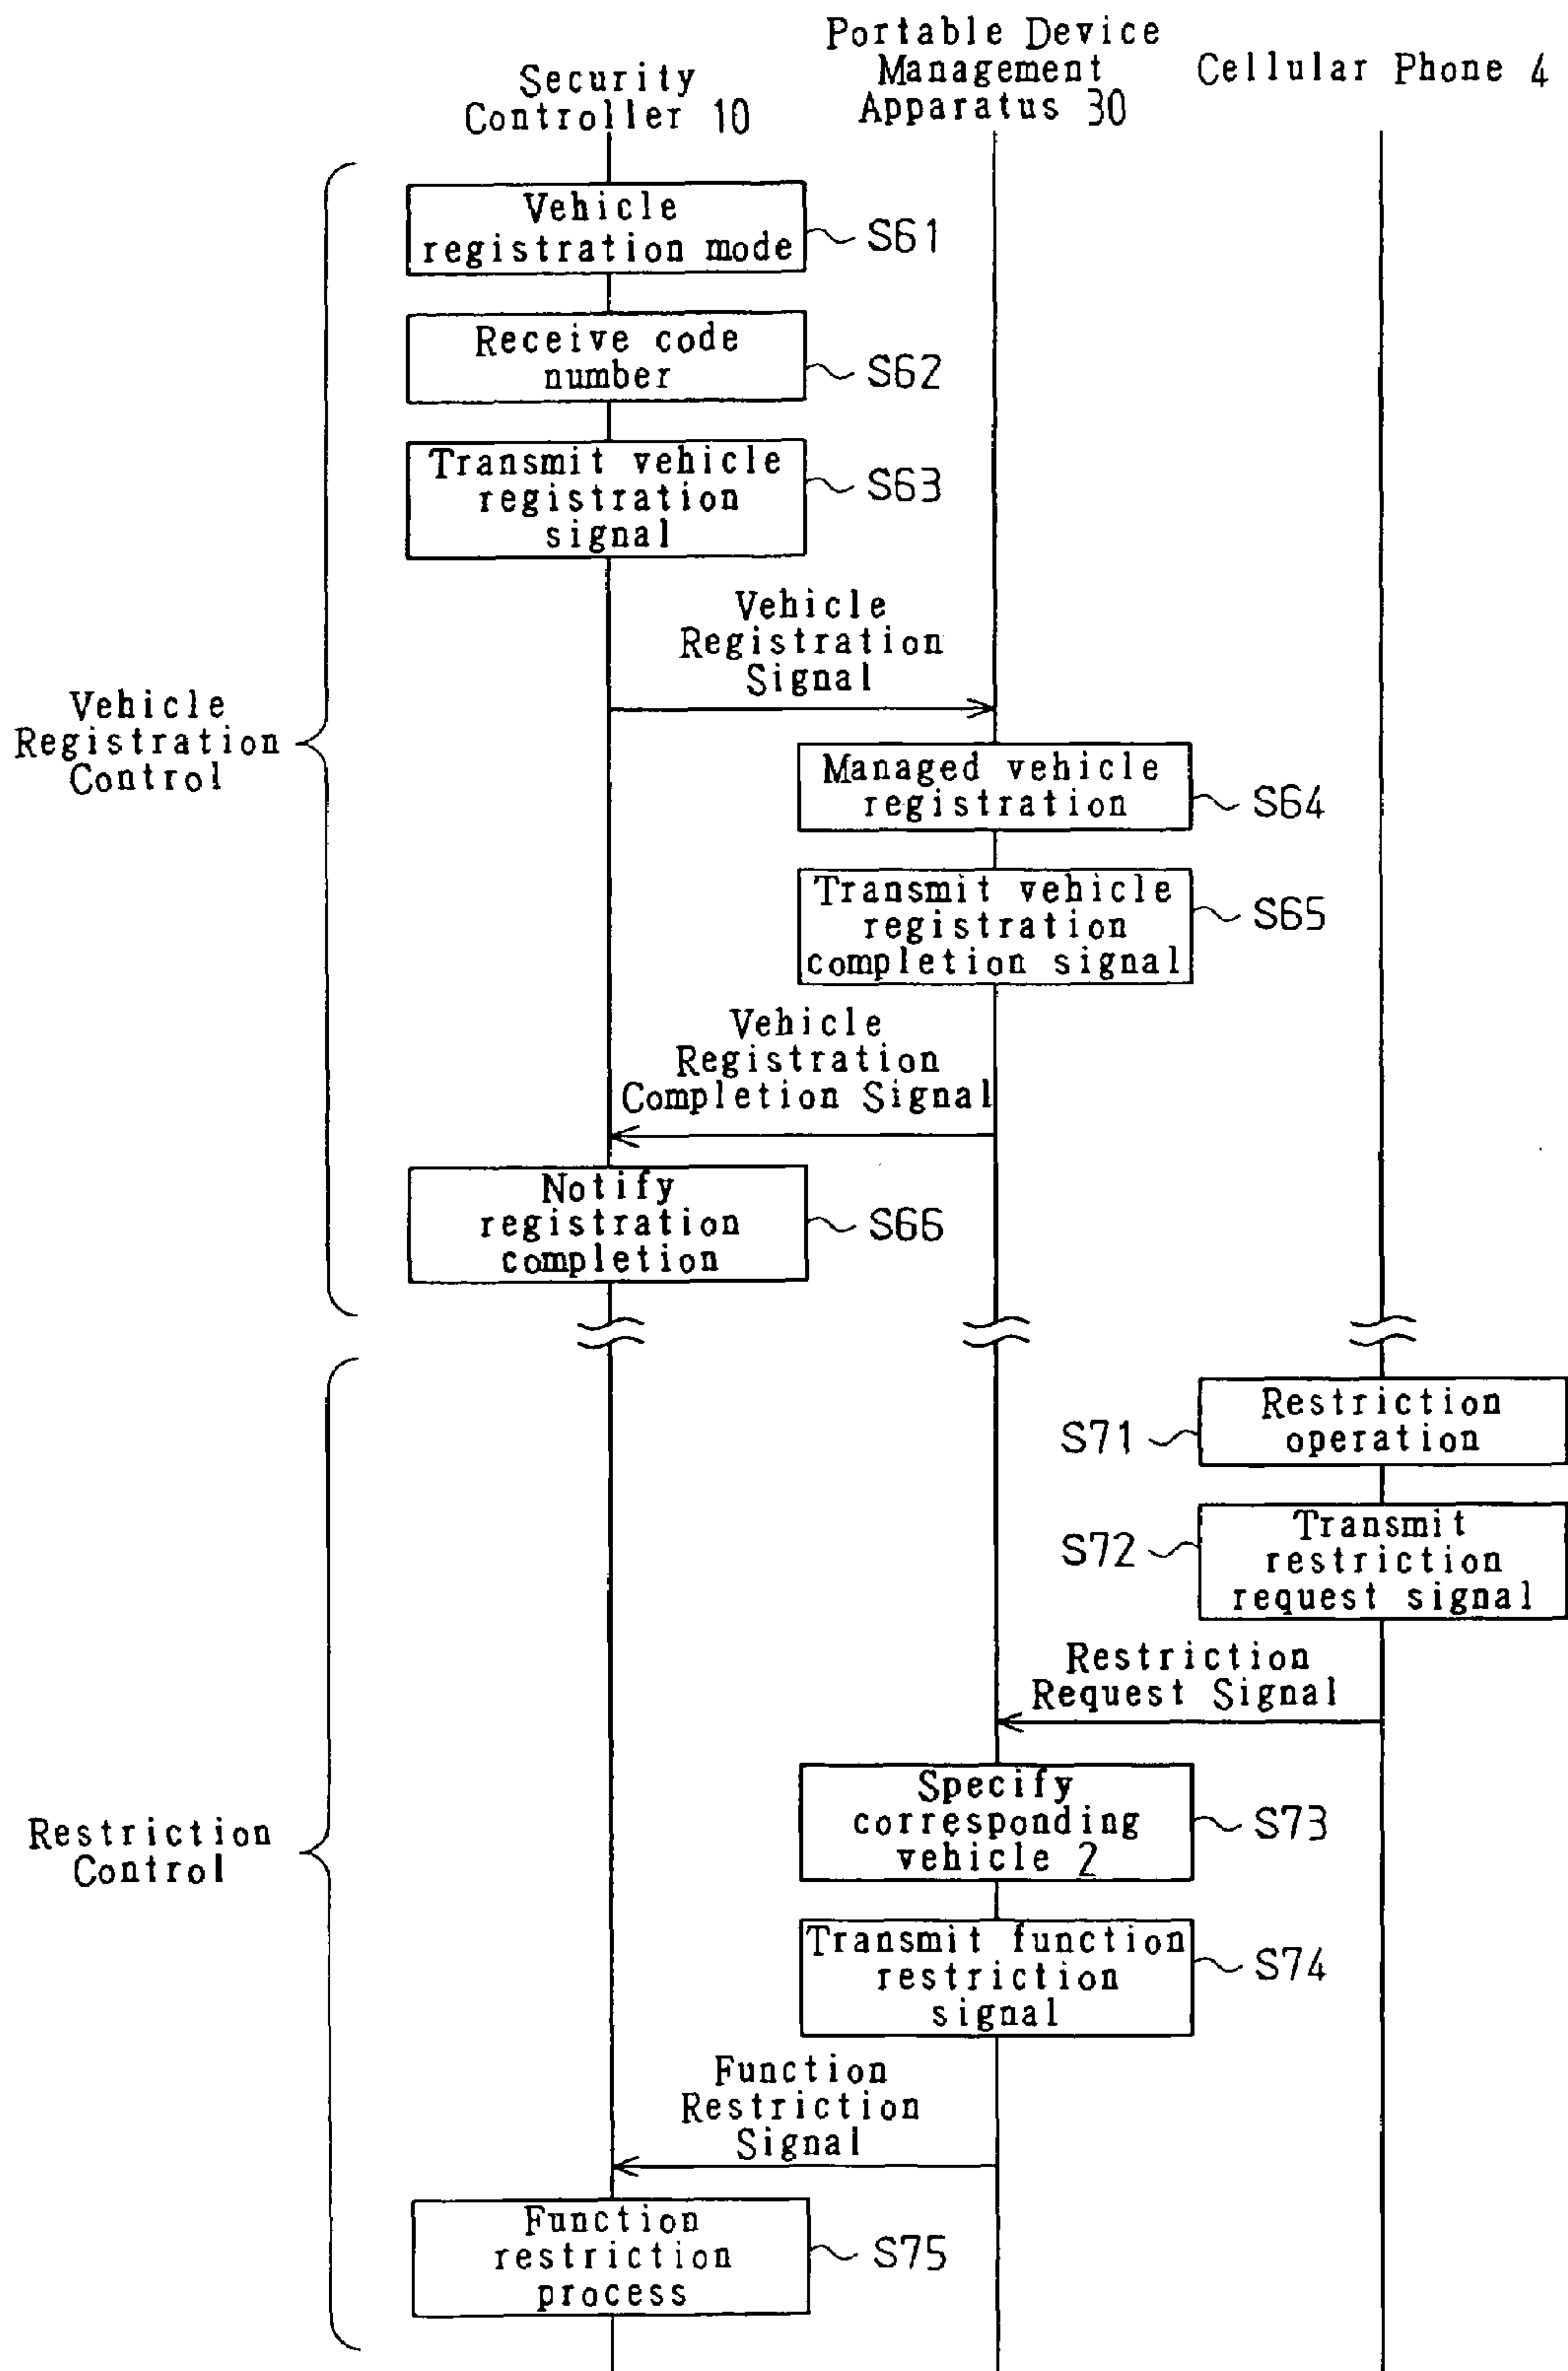 Security
Controller 10
Portable Device
Management
Apparatus 30
Cellular Phone 4
Vehicle
registration mode
S61
Receive code
number
S62
Transmit vehicle
registration
signal
S63
Vehicle
Registration
Signal
Vehicle
Registration
Control
Managed vehicle
registration
S64
Transmit vehicle
registration
completion signal
S65
Vehicle
Registration
Completion Signal
Notify
registration
completion
S66
Restriction
operation
S71
Transmit
restriction
request signal
S72
Restriction
Request Signal
Specify
corresponding
vehicle 2
S73
Restriction
Control
Transmit function
restriction
signal
S74
Function
Restriction
Signal
Function
restriction
process
S75